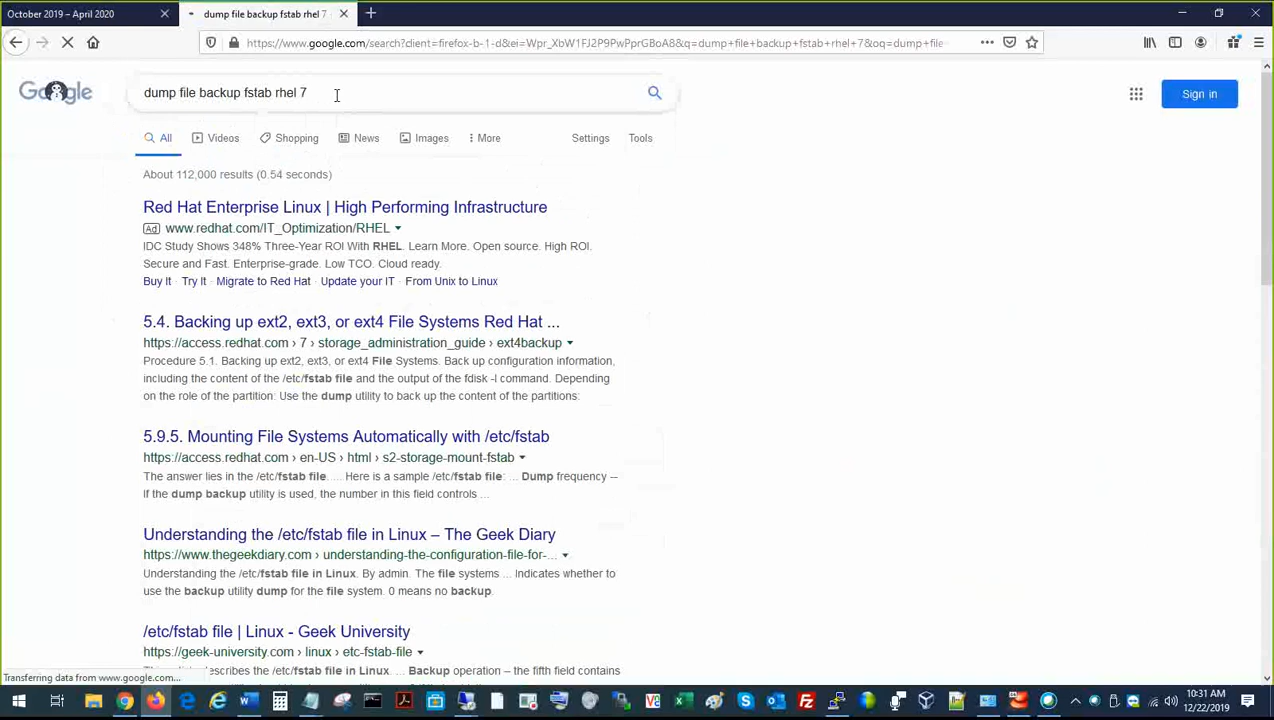 October 2019 – April 2020
dump file backup fstab rhel 7
https://www.google.com/search?client=firefox-b-1-d&ei=Wpr_XbW1FJ2P9PwPprGBoA8&q=dump+file+backup+fstab+rhel+7&oq=dump+file
Google
dump file backup fstab rhel 7
Sign in
All Videos Shopping News Images More Settings Tools
About 112,000 results (0.54 seconds)
Red Hat Enterprise Linux | High Performing Infrastructure
Ad www.redhat.com/IT_Optimization/RHEL
IDC Study Shows 348% Three-Year ROI With RHEL. Learn More. Open source. High ROI.
Secure and Fast. Enterprise-grade. Low TCO. Cloud ready.
Buy It · Try It · Migrate to Red Hat · Update your IT · From Unix to Linux
5.4. Backing up ext2, ext3, or ext4 File Systems Red Hat ...
https://access.redhat.com › 7 › storage_administration_guide › ext4backup
Procedure 5.1. Backing up ext2, ext3, or ext4 File Systems. Back up configuration information,
including the content of the /etc/fstab file and the output of the fdisk -l command. Depending
on the role of the partition: Use the dump utility to back up the content of the partitions:
5.9.5. Mounting File Systems Automatically with /etc/fstab
https://access.redhat.com › en-US › html › s2-storage-mount-fstab
The answer lies in the /etc/fstab file.... Here is a sample /etc/fstab file: ... Dump frequency --
If the dump backup utility is used, the number in this field controls ...
Understanding the /etc/fstab file in Linux – The Geek Diary
https://www.thegeekdiary.com › understanding-the-configuration-file-for-...
Understanding the /etc/fstab file in Linux. By admin. The file systems ... Indicates whether to
use the backup utility dump for the file system. 0 means no backup.
/etc/fstab file | Linux - Geek University
https://geek-university.com › linux › etc-fstab-file
This article describes the /etc/fstab file in Linux. ... Backup operation – the fifth field contains
Transferring data from www.google.com...
10:31 AM
12/22/2019